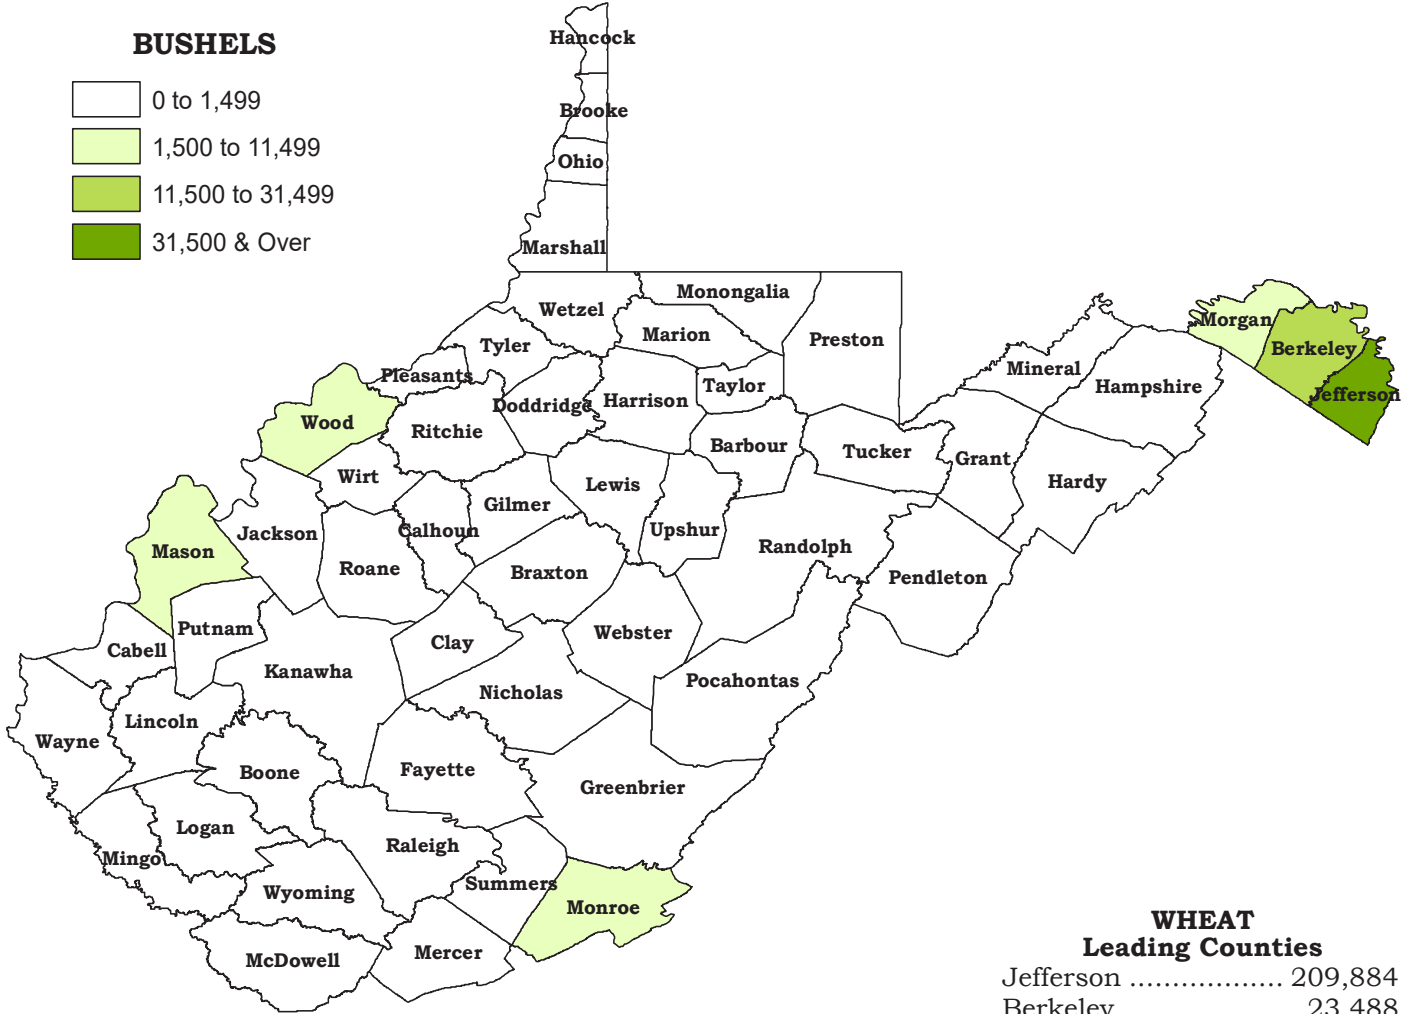 BUSHELS
0 to 1,499
1,500 to 11,499
11,500 to 31,499
31,500 & Over
Hancock
Brooke
Ohio
Marshall
Wetzel
Monongalia
Marion
Preston
Tyler
Pleasants
Doddridge
Harrison
Taylor
Wood
Ritchie
Barbour
Tucker
Grant
Mineral
Hampshire
Hardy
Morgan
Berkeley
Jefferson
Wirt
Gilmer
Lewis
Upshur
Calhoun
Jackson
Mason
Roane
Braxton
Randolph
Pendleton
Putnam
Cabell
Clay
Webster
Kanawha
Nicholas
Pocahontas
Lincoln
Wayne
Boone
Fayette
Greenbrier
Logan
Raleigh
Mingo
Summers
Wyoming
Monroe
Mercer
McDowell
WHEAT
Leading Counties
Jefferson .................. 209,884
Berkeley 23,488